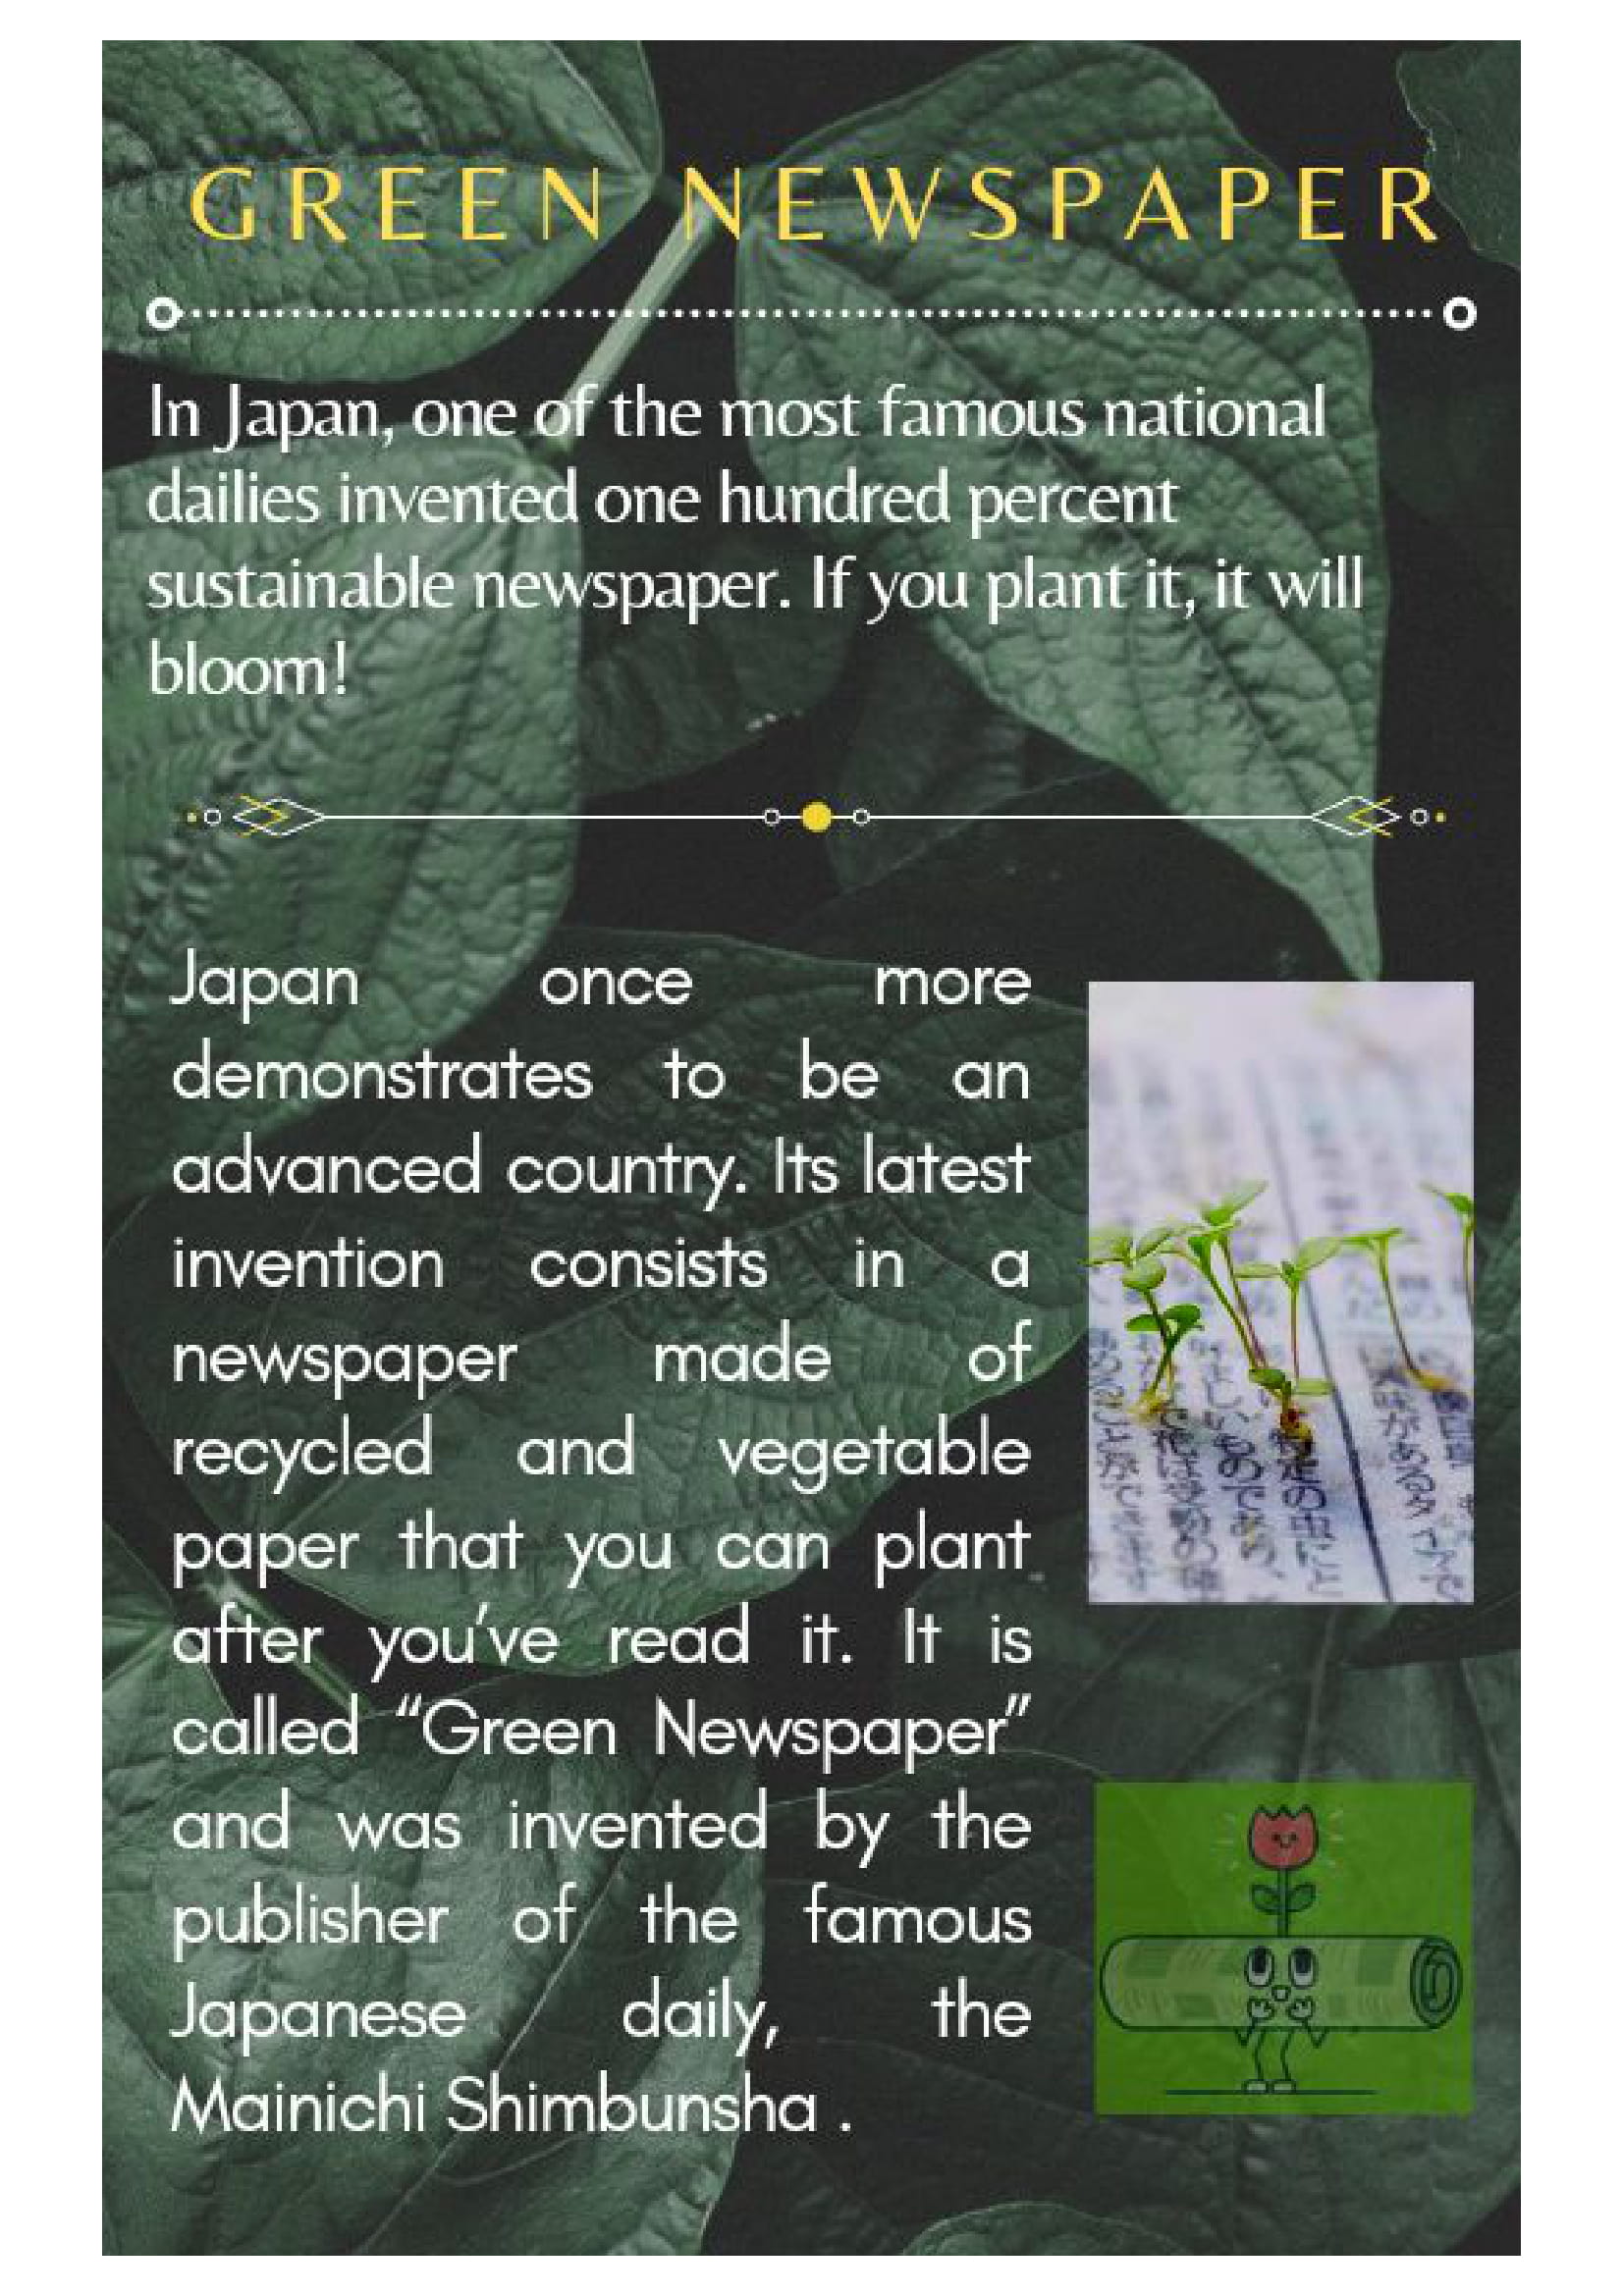 GREEN NEWSPAPER
In Japan, one of the most famous national
dailies invented one hundred percent
sustainable newspaper. If you plant it, it will
bloom!
Japan once more
demonstrates to be an
advanced country. Its latest
invention consists in a
newspaper made of
recycled and vegetable
paper that you can plant
after you’ve read it. It is
called “Green Newspaper”
and was invented by the
publisher of the famous
Japanese daily, the
Mainichi Shimbunsha .